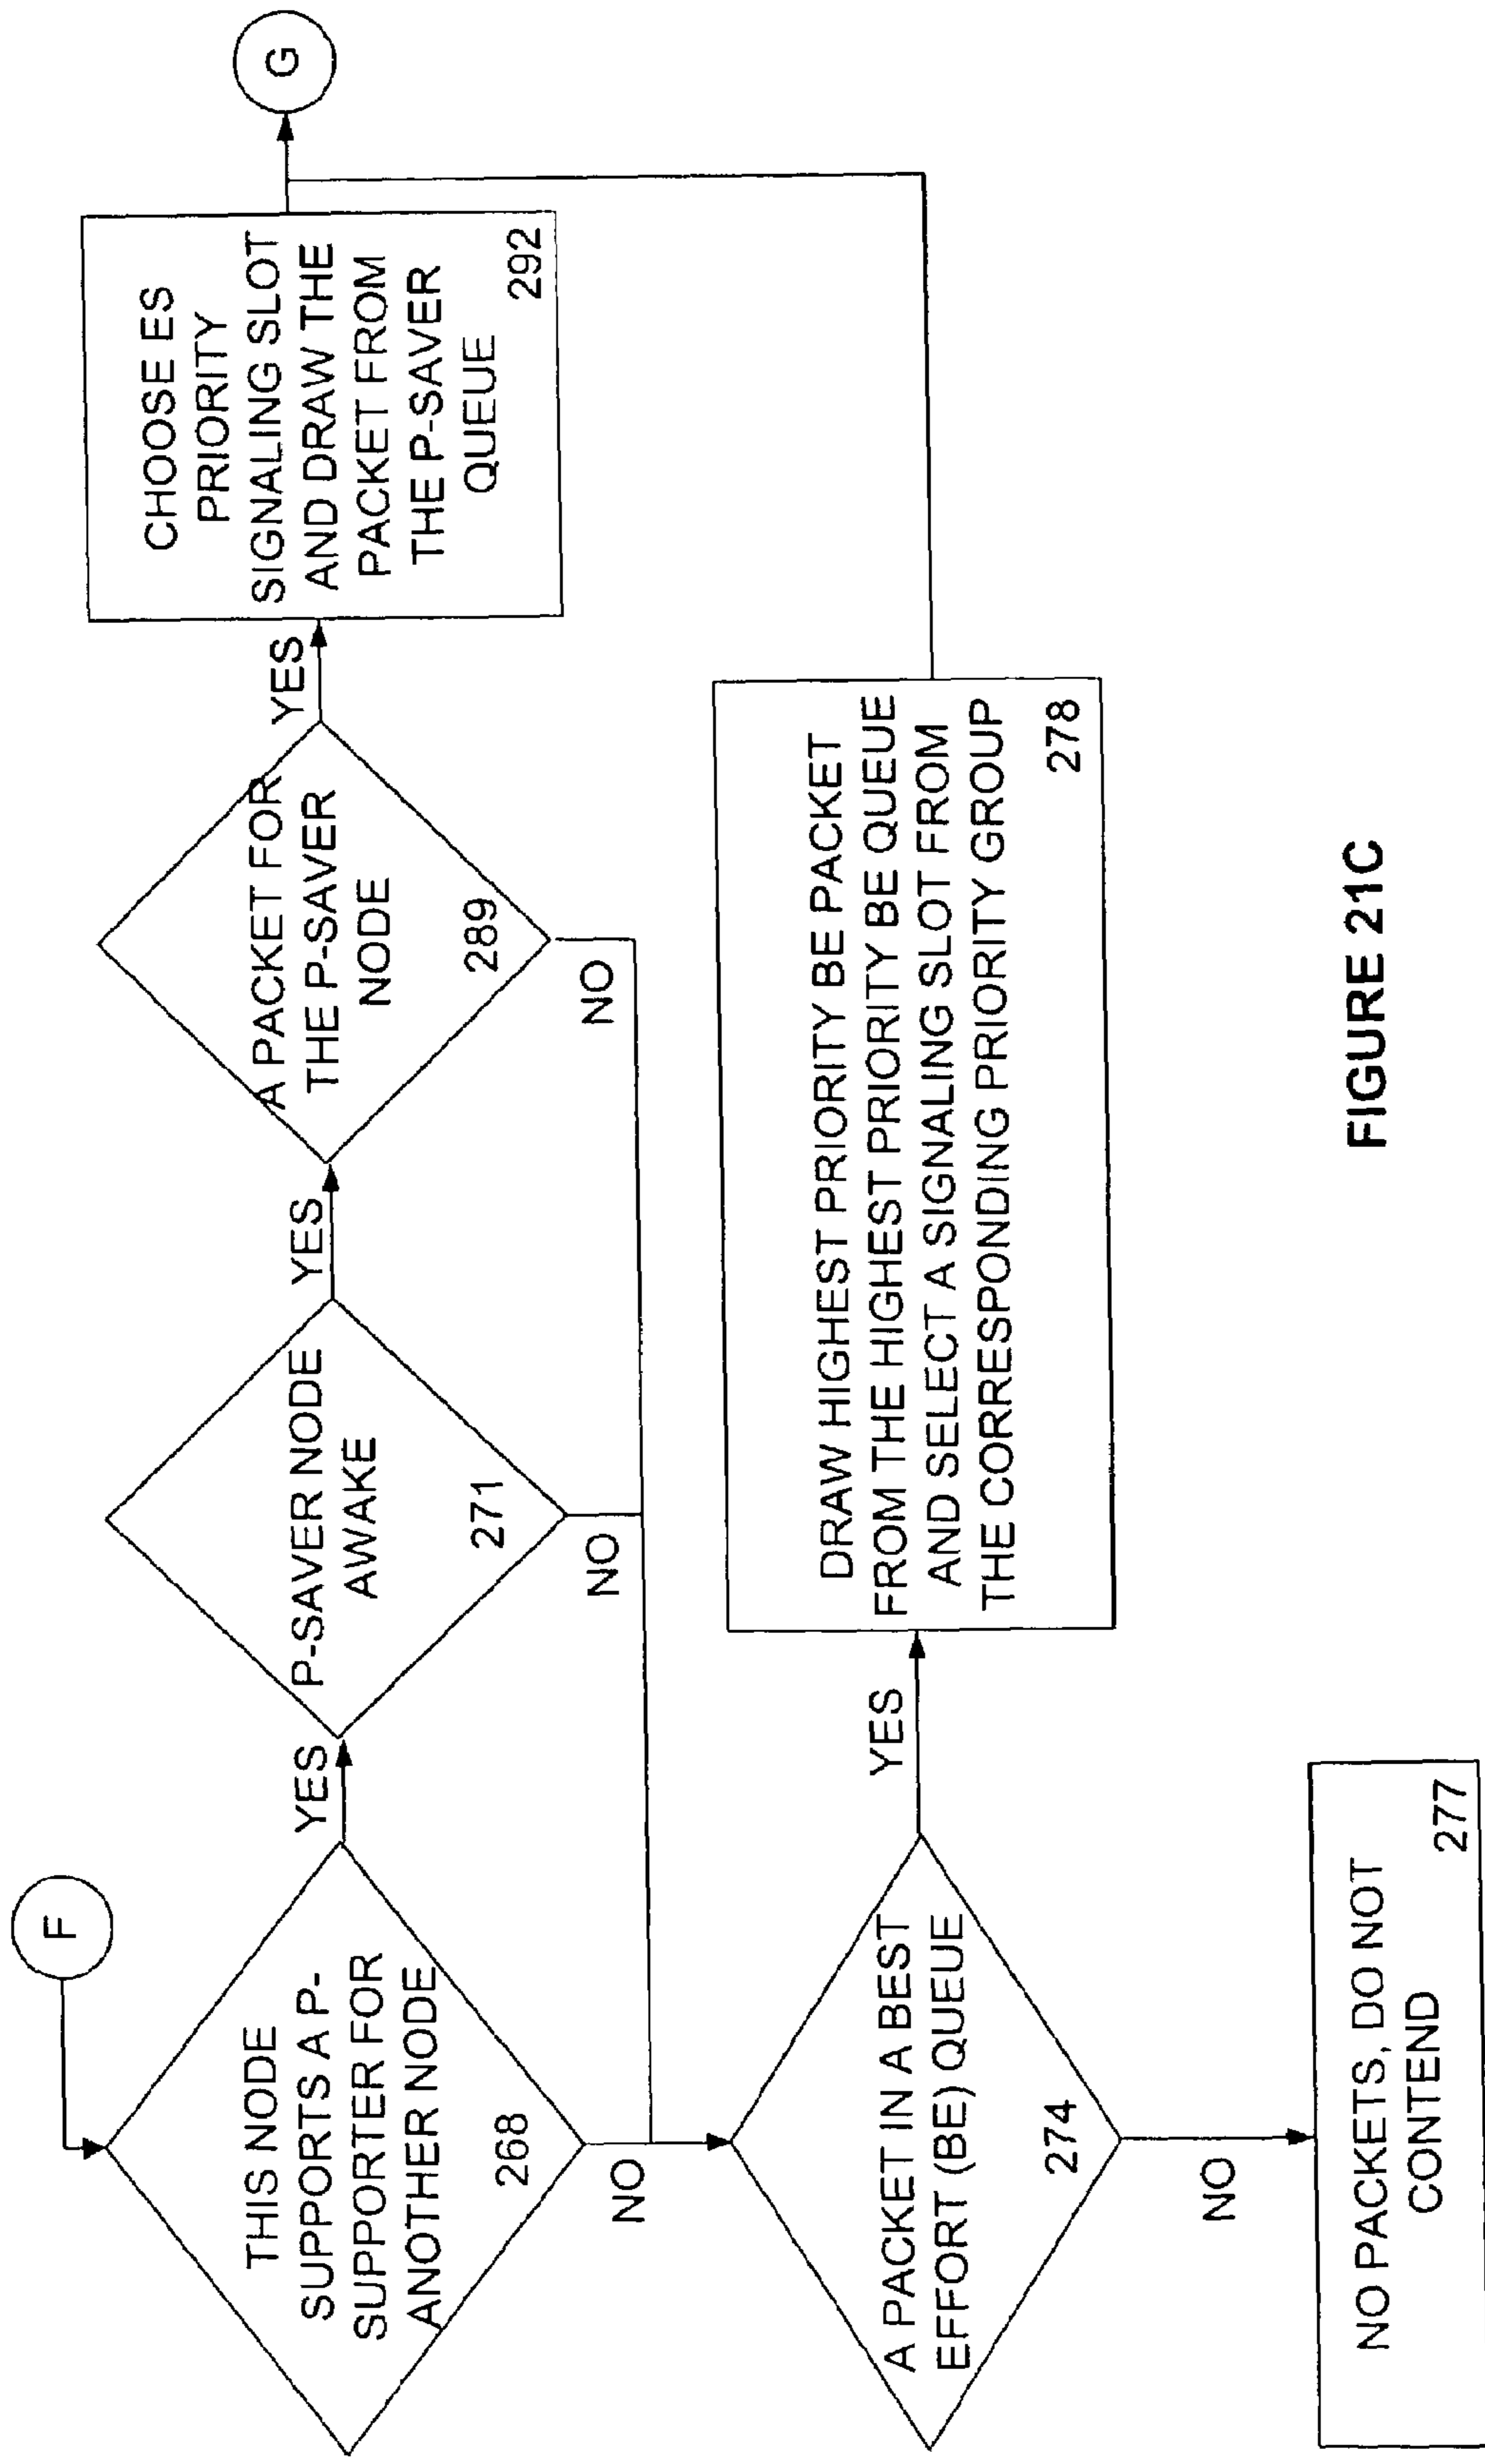 F
THIS NODE
SUPPORTS A P-
SUPPORTER FOR
ANOTHER NODE
268
YES
NO
P-SAVER NODE
AWAKE
271
YES
NO
A PACKET FOR
THE P-SAVER
NODE
289
YES
NO
CHOOSE ES
PRIORITY
SIGNALING SLOT
AND DRAW THE
PACKET FROM
THE P-SAVER
QUEUE
292
G
A PACKET IN A BEST
EFFORT (BE) QUEUE
274
YES
NO
DRAW HIGHEST PRIORITY BE PACKET
FROM THE HIGHEST PRIORITY BE QUEUE
AND SELECT A SIGNALING SLOT FROM
THE CORRESPONDING PRIORITY GROUP
278
NO PACKETS, DO NOT
CONTEND
277
FIGURE 21C